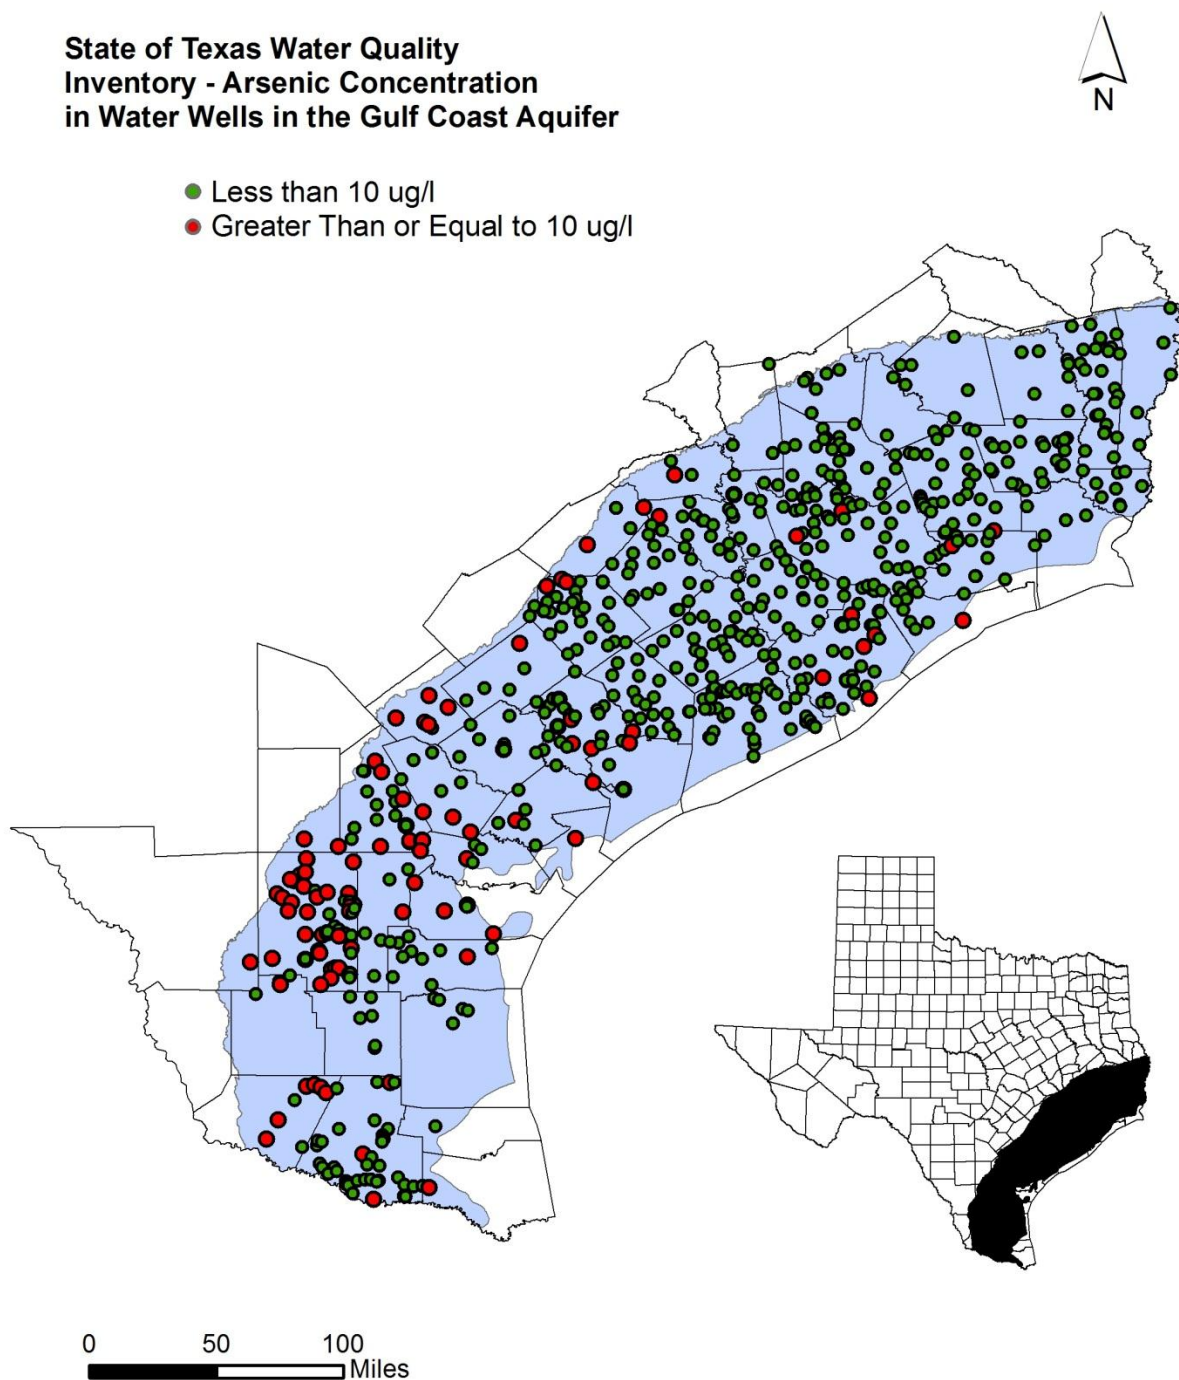 State of Texas Water Quality
Inventory - Arsenic Concentration
in Water Wells in the Gulf Coast Aquifer
N
Less than 10 ug/l
Greater Than or Equal to 10 ug/l
0 50 100
Miles